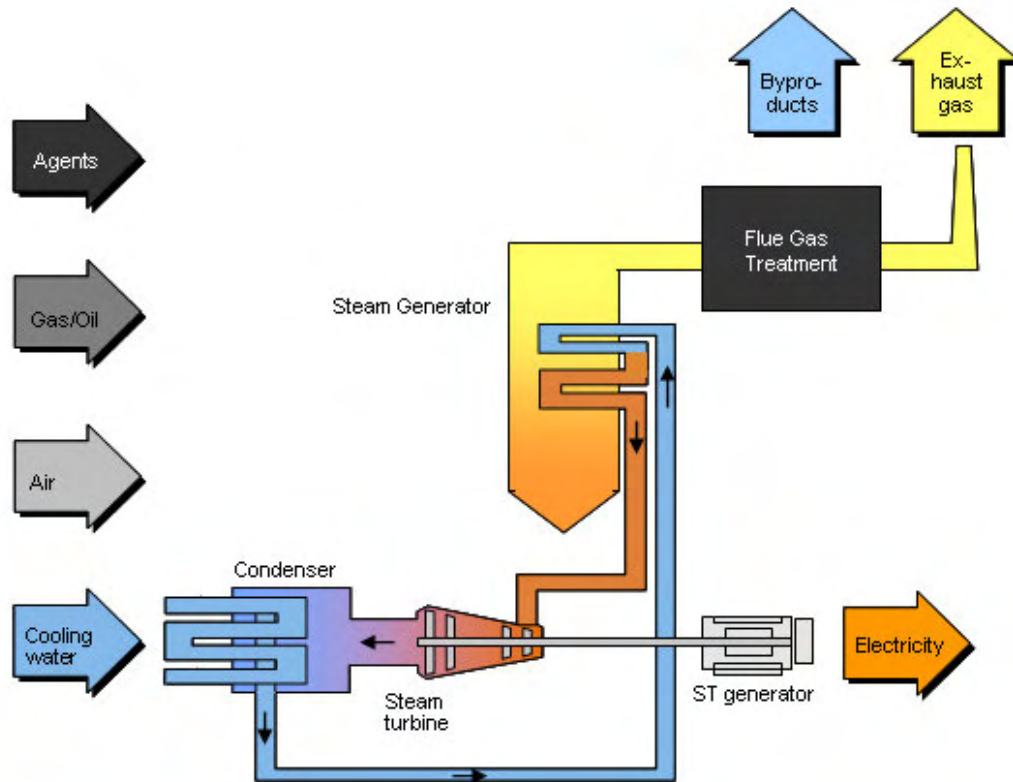 Bypro-
ducts
Ex-
haust
gas
Agents
Flue Gas
Treatment
Steam Generator
Gas/Oil
Air
Condenser
Cooling
water
Electricity
Steam
turbine
ST generator